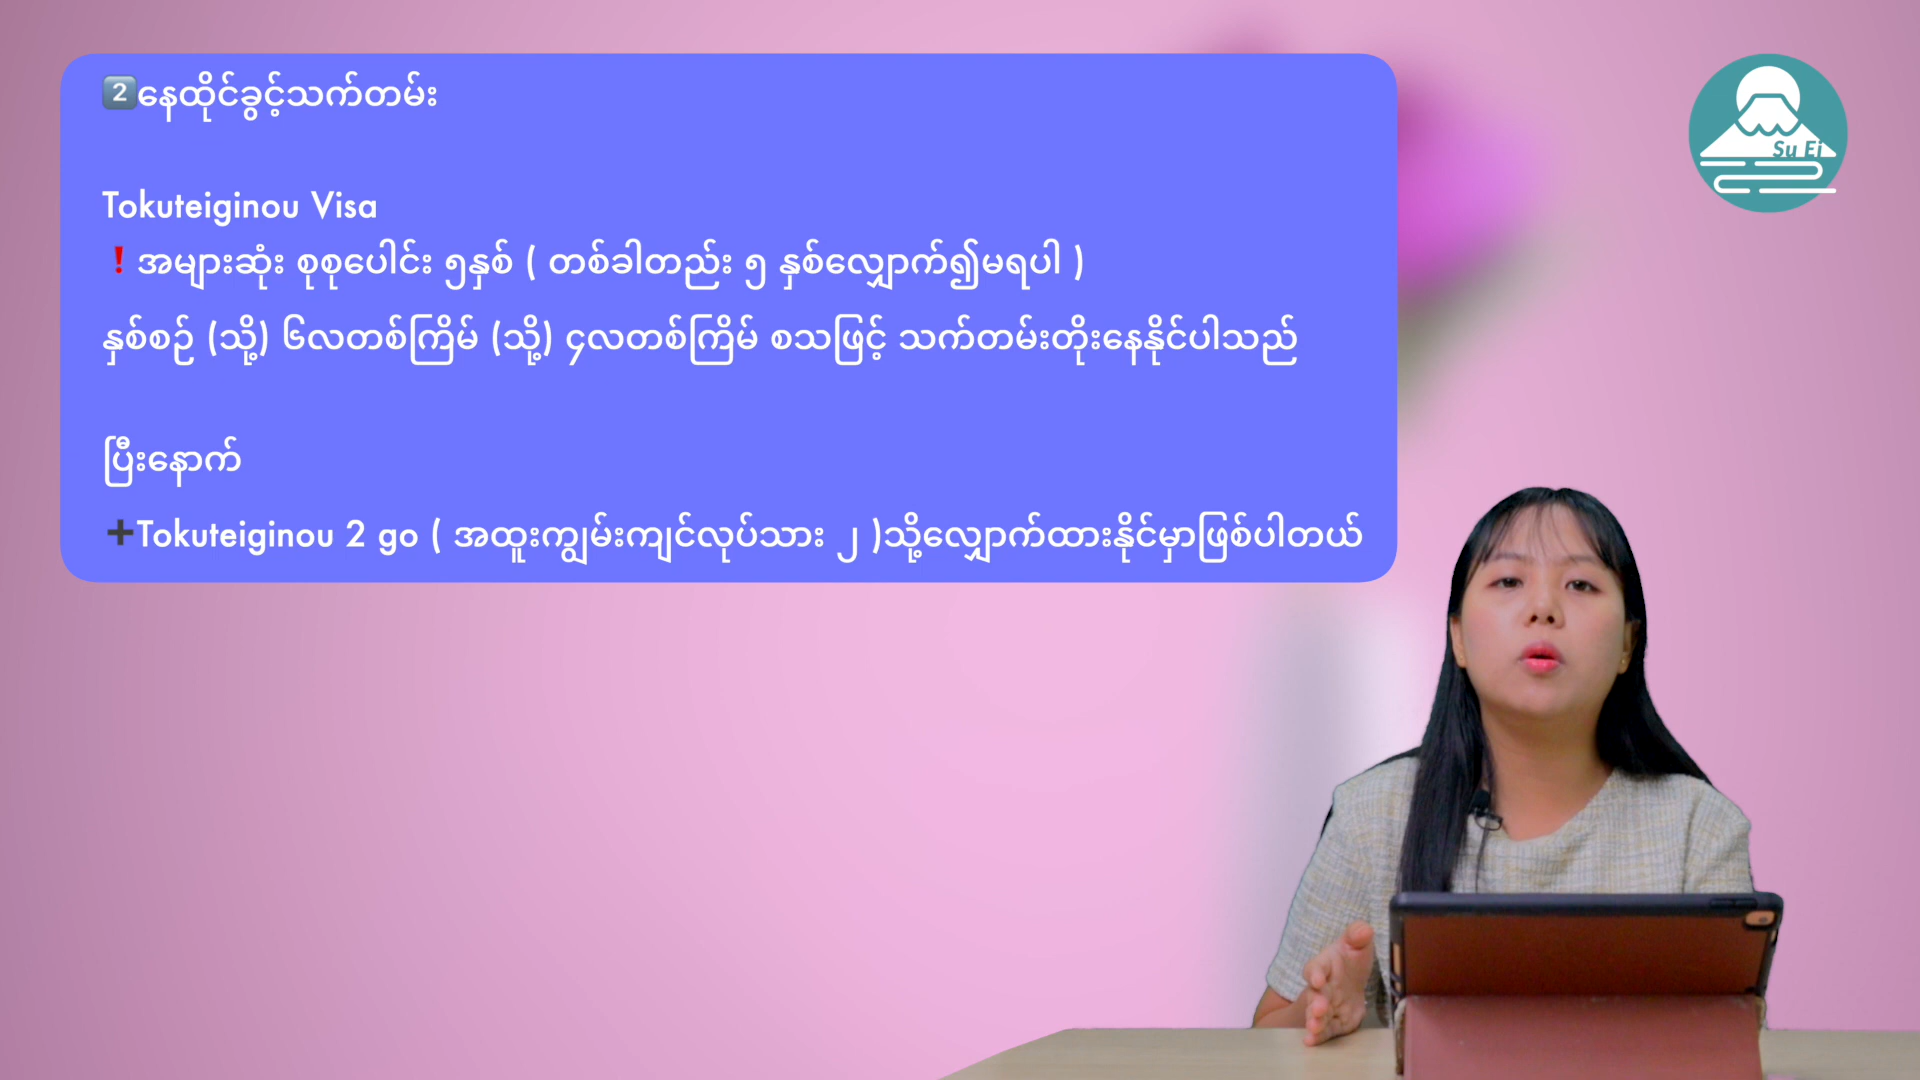 2️⃣နေထိုင်ခွင့်သက်တမ်း
Tokuteiginou Visa
❗အများဆုံး စုစုပေါင်း ၅နှစ် ( တစ်ခါတည်း ၅ နှစ်လျှောက်၍မရပါ )
နှစ်စဉ် (သို့) ၆လတစ်ကြိမ် (သို့) ၄လတစ်ကြိမ် စသဖြင့် သက်တမ်းတိုးနေနိုင်ပါသည်
ပြီးနောက်
➕Tokuteiginou 2 go ( အထူးကျွမ်းကျင်လုပ်သား ၂ )သို့လျှောက်ထားနိုင်မှာဖြစ်ပါတယ်
Su Ei